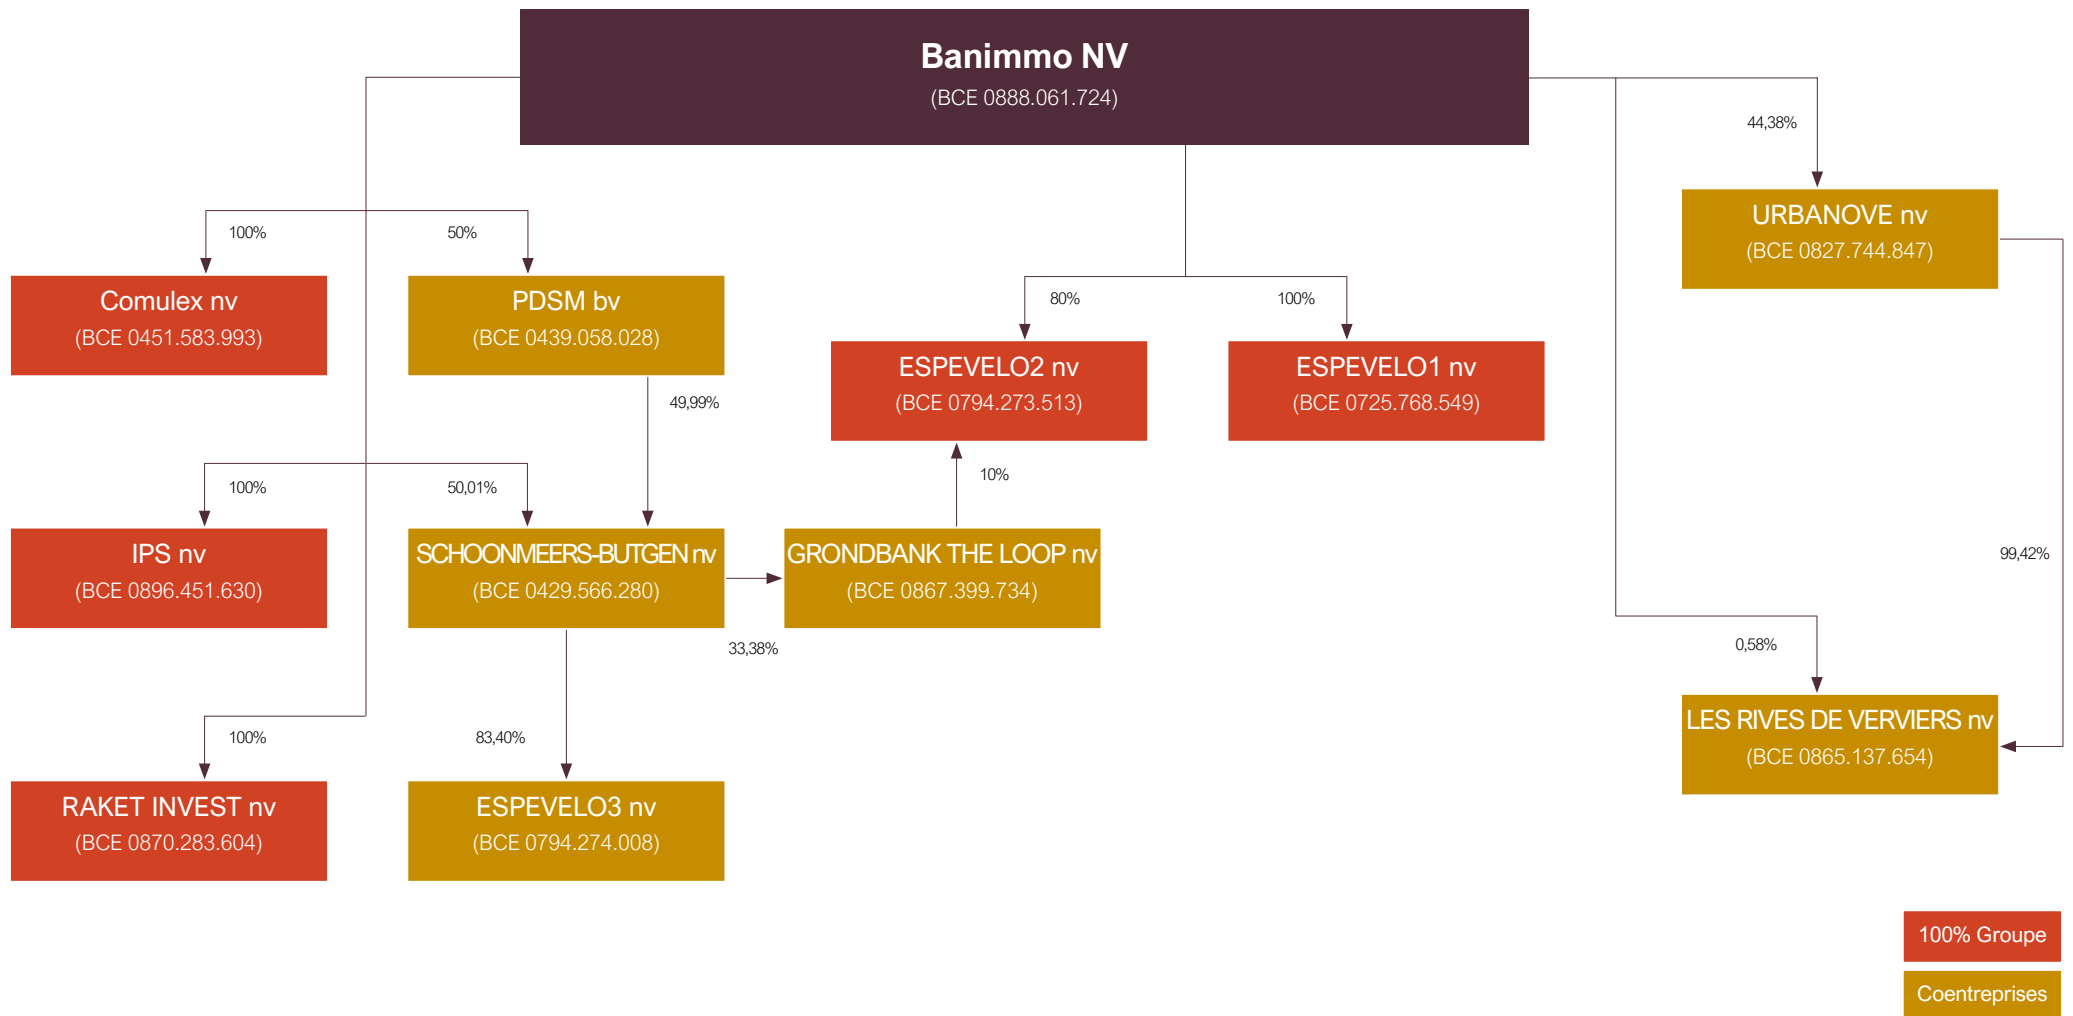 Banimmo NV
(BCE 0888.061.724)
44,38%
URBANOVE nv
(BCE 0827.744.847)
100%
50%
Comulex nv
(BCE 0451.583.993)
PDSM bv
(BCE 0439.058.028)
80%
100%
ESPEVELO2 nv
(BCE 0794.273.513)
ESPEVELO1 nv
(BCE 0725.768.549)
49,99%
10%
100%
50,01%
IPS nv
(BCE 0896.451.630)
SCHOONMEERS-BUTGEN nv
(BCE 0429.566.280)
GRONDBANK THE LOOP nv
(BCE 0867.399.734)
99,42%
33,38%
0,58%
LES RIVES DE VERVIERS nv
(BCE 0865.137.654)
100%
83,40%
RAKET INVEST nv
(BCE 0870.283.604)
ESPEVELO3 nv
(BCE 0794.274.008)
100% Groupe
Coentreprises